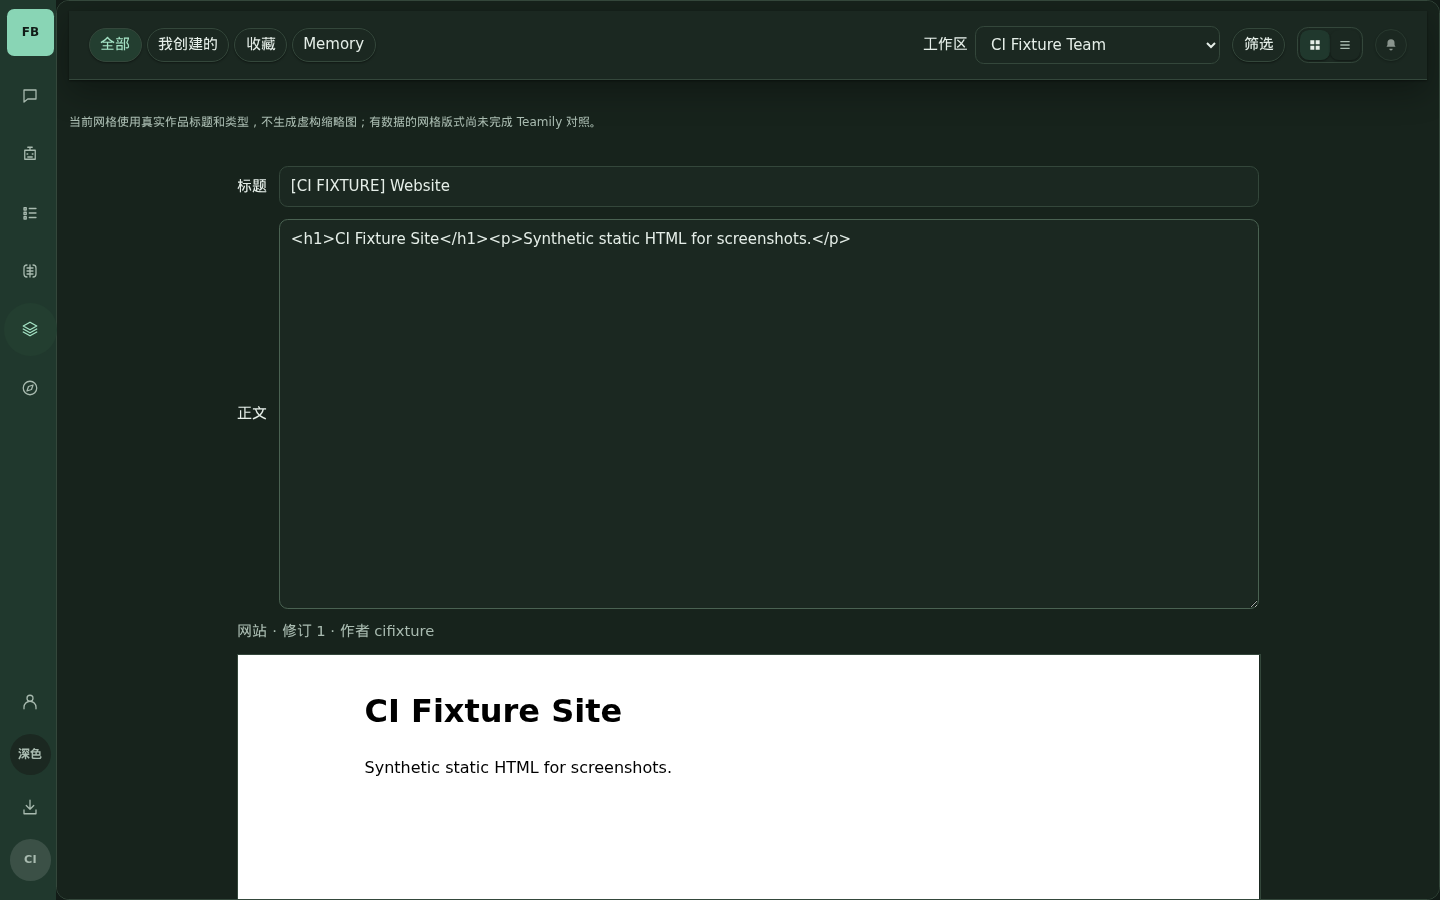 FB
全部 我创建的 收藏 Memory 工作区 CI Fixture Team 筛选
当前网格使用真实作品标题和类型，不生成虚构缩略图；有数据的网格版式尚未完成 Teamily 对照。
标题 [CI FIXTURE] Website
<h1>CI Fixture Site</h1><p>Synthetic static HTML for screenshots.</p>
正文
网站 · 修订 1 · 作者 cifixture
CI Fixture Site
Synthetic static HTML for screenshots.
深色
CI